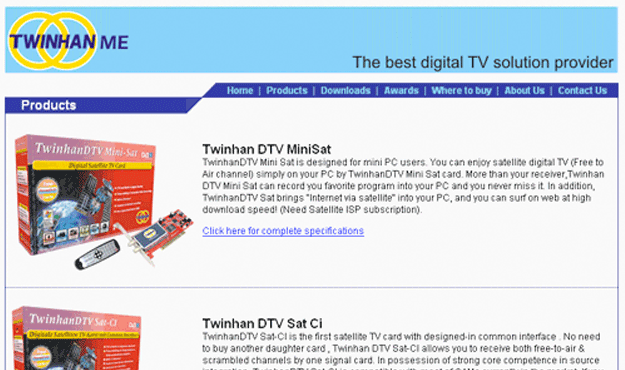 TWINHAN ME
The best digital TV solution provider
Home | Products | Downloads | Awards | Where to buy | About Us | Contact Us
Products
TwinhanDTV Mini-Sat
Digital Satellite TV Card
Twinhan DTV MiniSat
TwinhanDTV Mini Sat is designed for mini PC users. You can enjoy satellite digital TV (Free to
Air channel) simply on your PC by TwinhanDTV Mini Sat card. More than your receiver,Twinhan
DTV Mini Sat can record you favorite program into your PC and you never miss it. In addition,
TwinhanDTV Sat brings "Internet via satellite" into your PC, and you can surf on web at high
download speed! (Need Satellite ISP subscription).
Click here for complete specifications
TwinhanDTV Sat-CI
Twinhan DTV Sat Ci
TwinhanDTV Sat-CI is the first satellite TV card with designed-in common interface . No need
to buy another daughter card , Twinhan DTV Sat-CI allows you to receive both free-to-air &
scrambled channels by one signal card. In possession of strong core competence in source